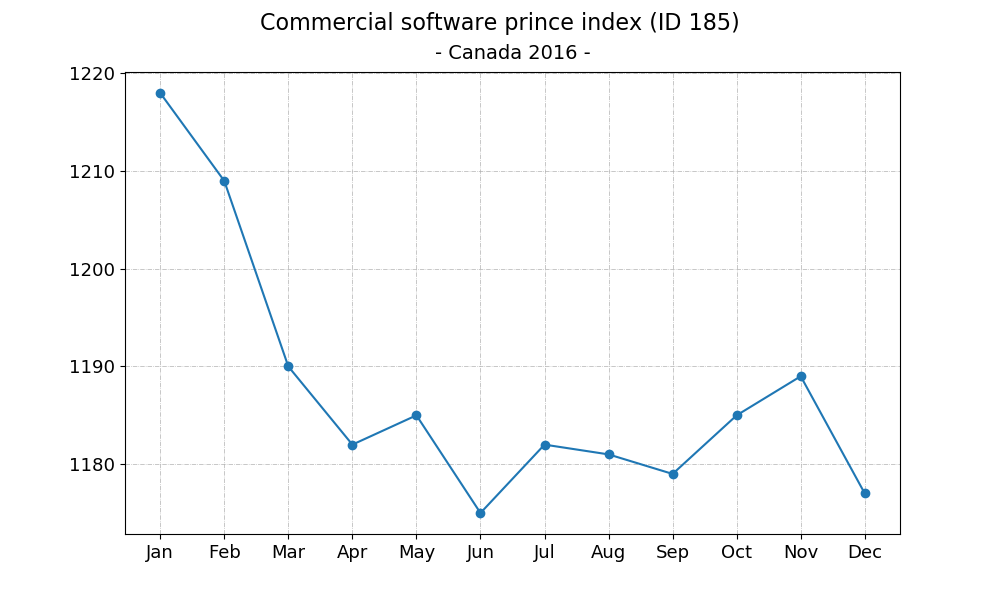 Commercial software prince index (ID 185)
- Canada 2016 -
1220
1210
1200
1190
1180
Jan Feb Mar Apr May Jun Jul Aug Sep Oct Nov Dec